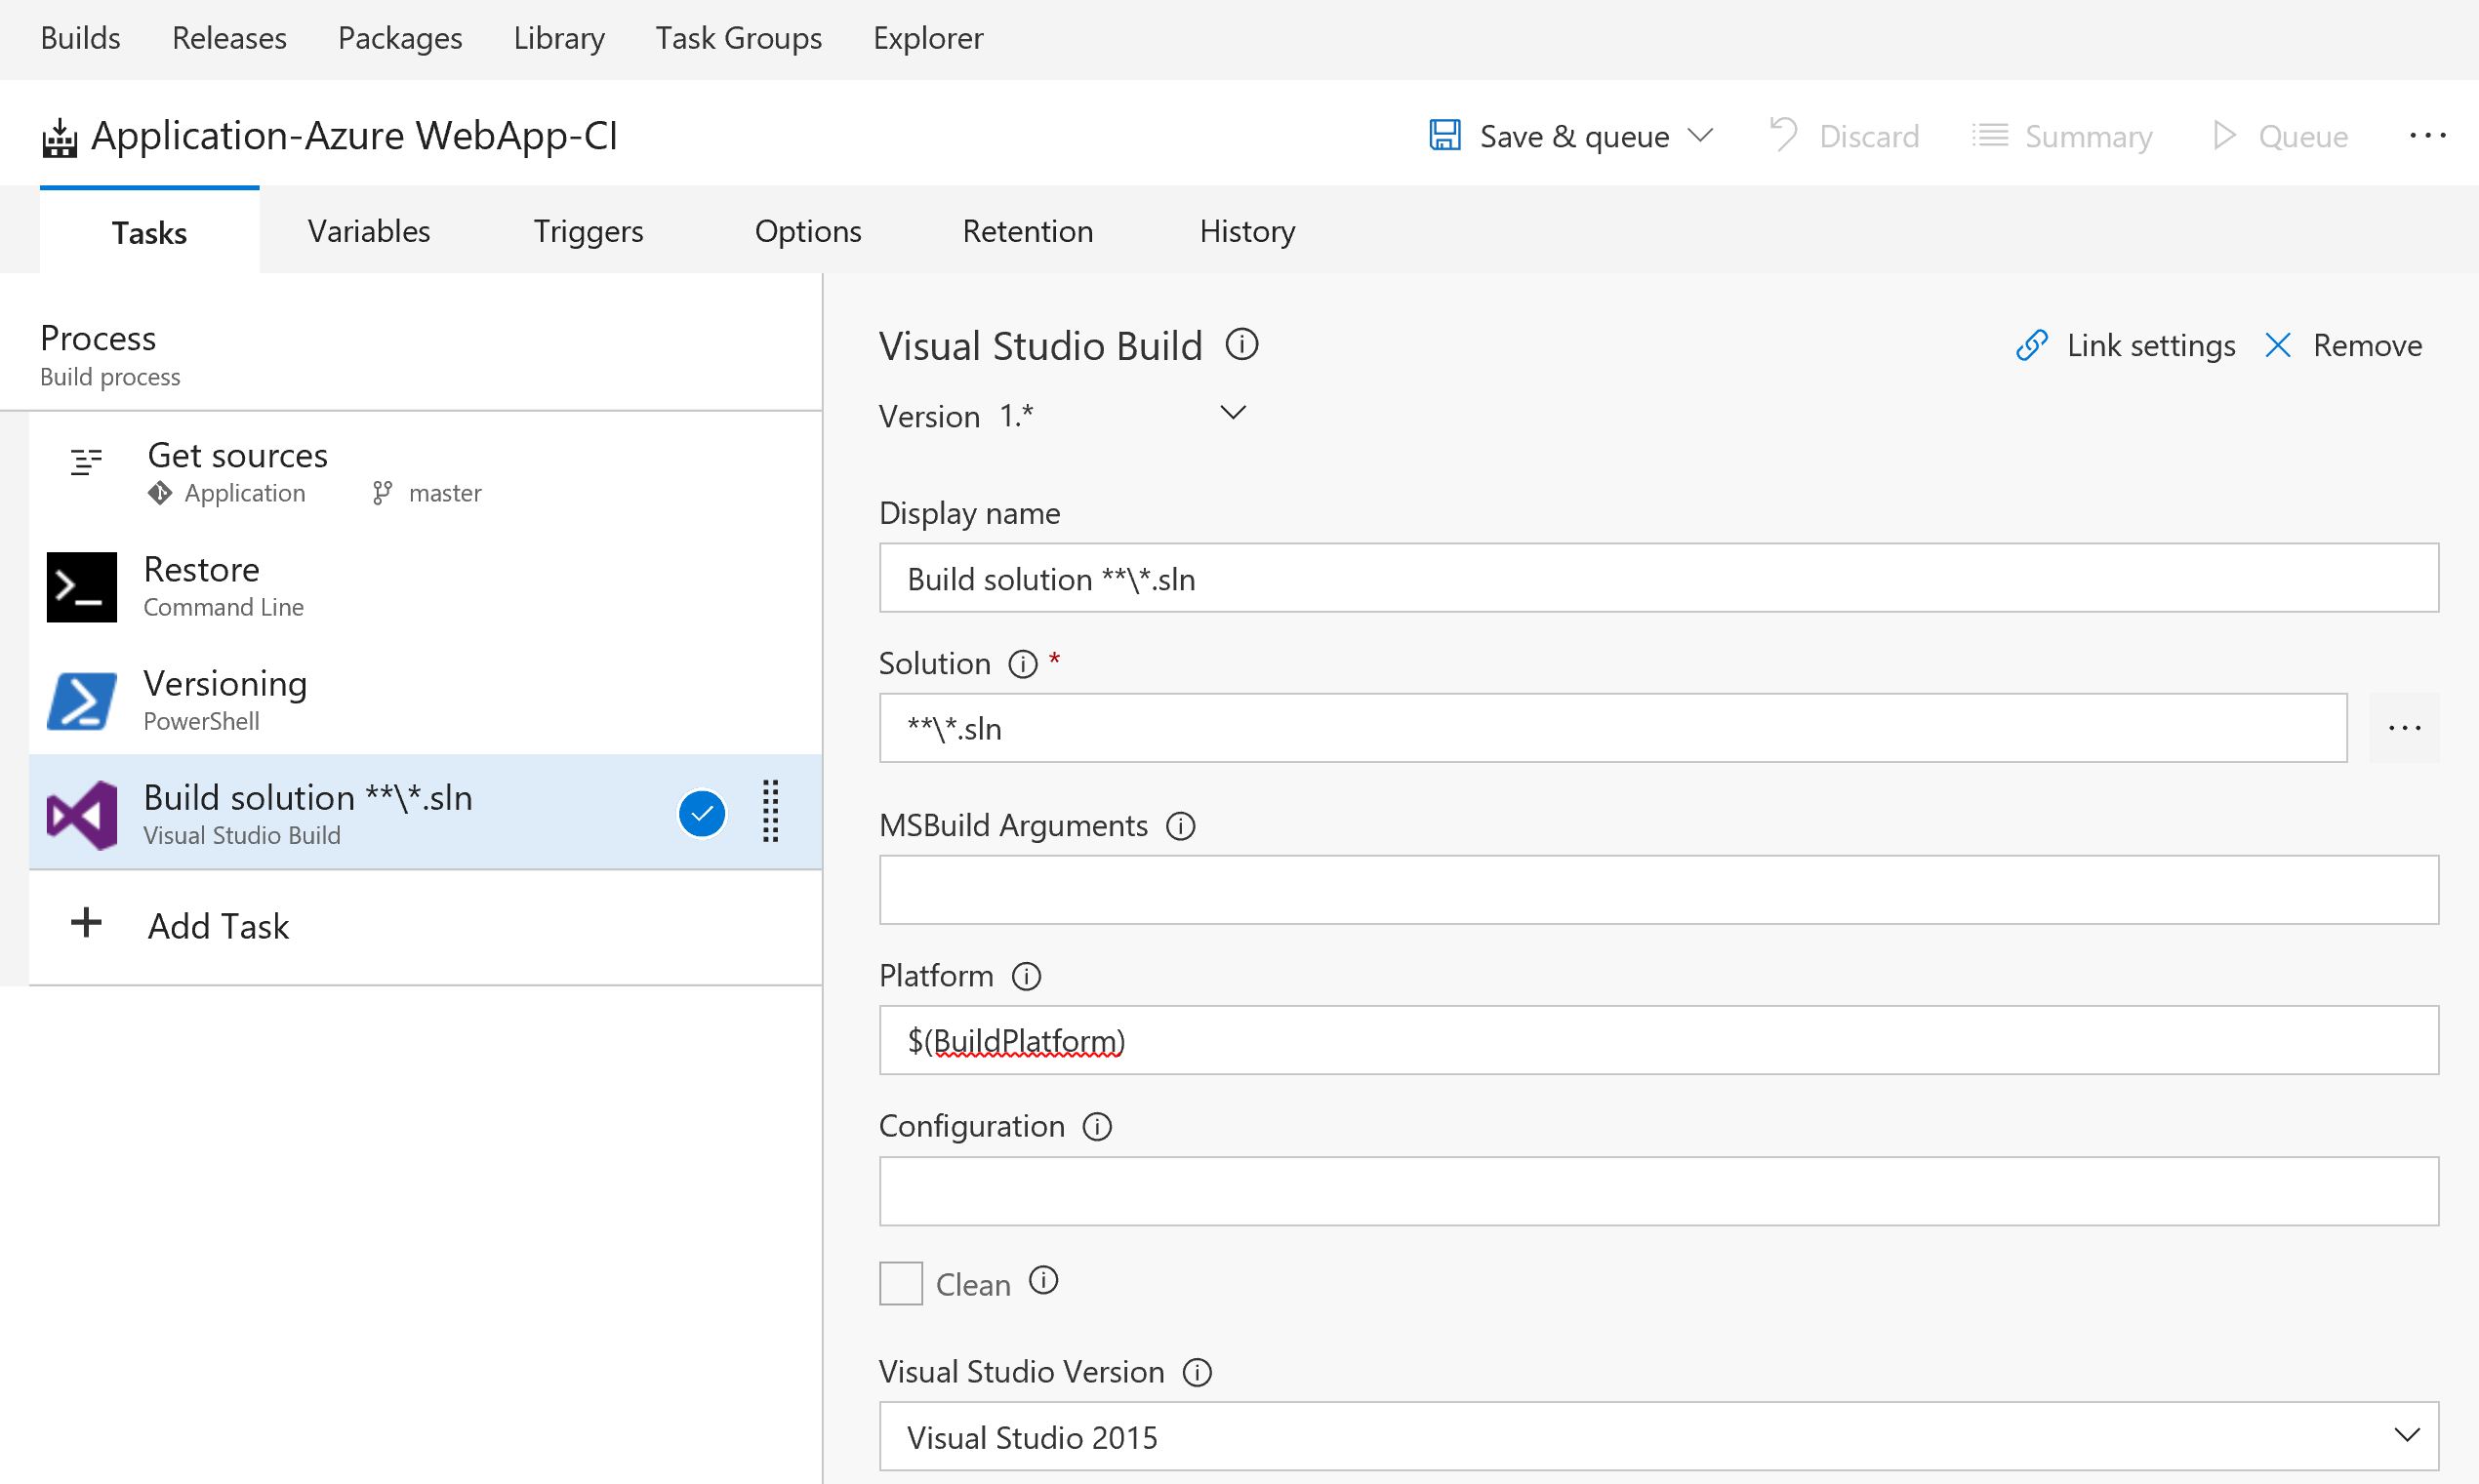 Builds Releases Packages Library Task Groups Explorer
Application-Azure WebApp-CI Save & queue Discard Summary Queue ...
Tasks Variables Triggers Options Retention History
Process
Build process
Get sources
Application master
Restore
Command Line
Versioning
PowerShell
Build solution **\*.sln
Visual Studio Build
+ Add Task
Visual Studio Build Link settings Remove
Version 1.*
Display name
Build solution **\*.sln
Solution *
**\*.sln ...
MSBuild Arguments
Platform
$(BuildPlatform)
Configuration
Clean
Visual Studio Version
Visual Studio 2015